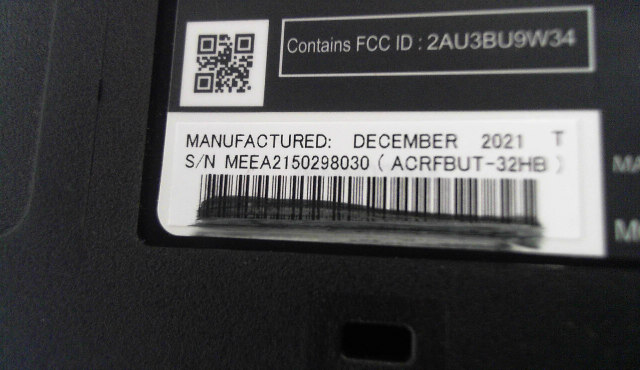 Contains FCC ID : 2AU3BU9W34
MANUFACTURED: DECEMBER 2021 T
S/N MEEA2150298030 ( ACRFBUT-32HB )